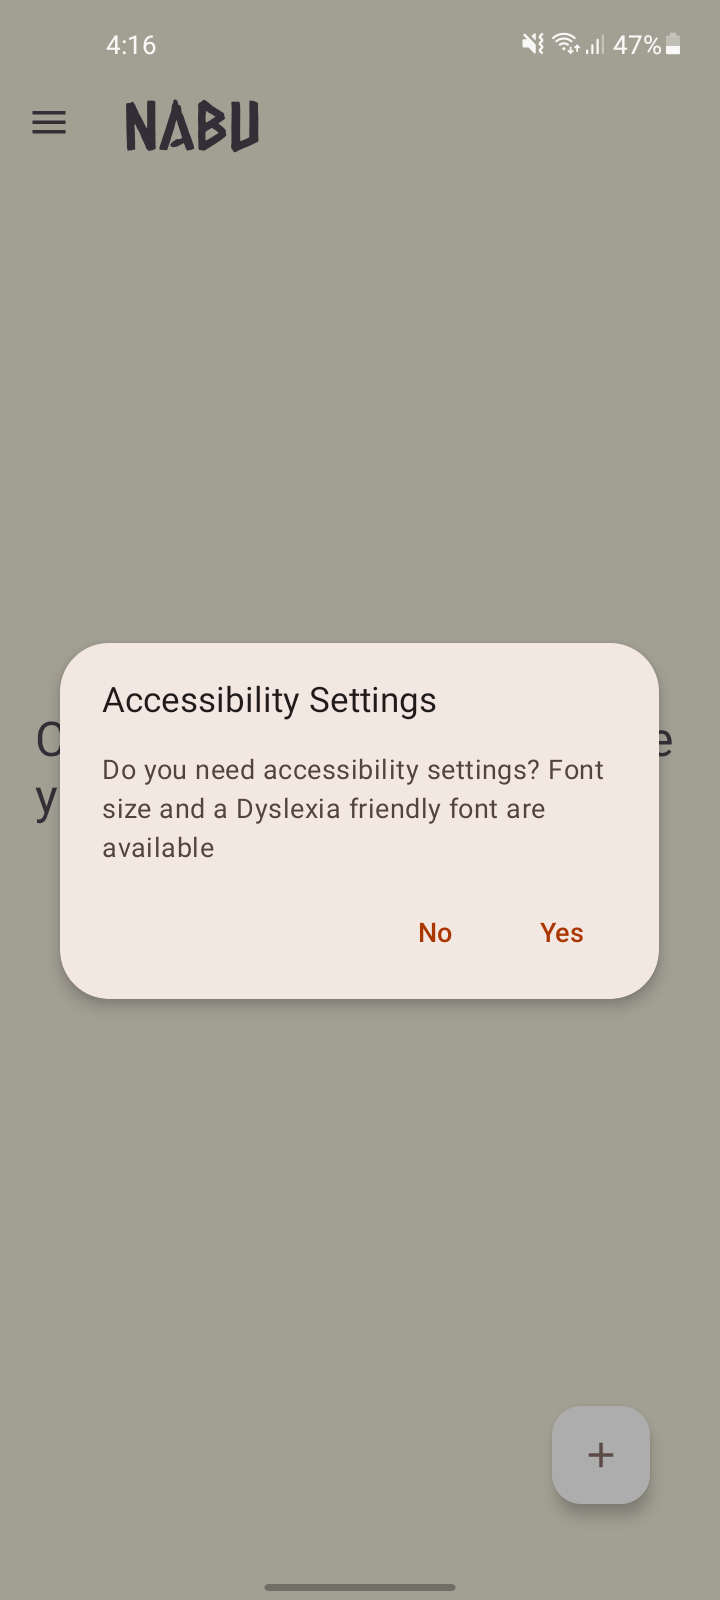 4:16
47%
NABU
Accessibility Settings
Do you need accessibility settings? Font
size and a Dyslexia friendly font are
available
No Yes